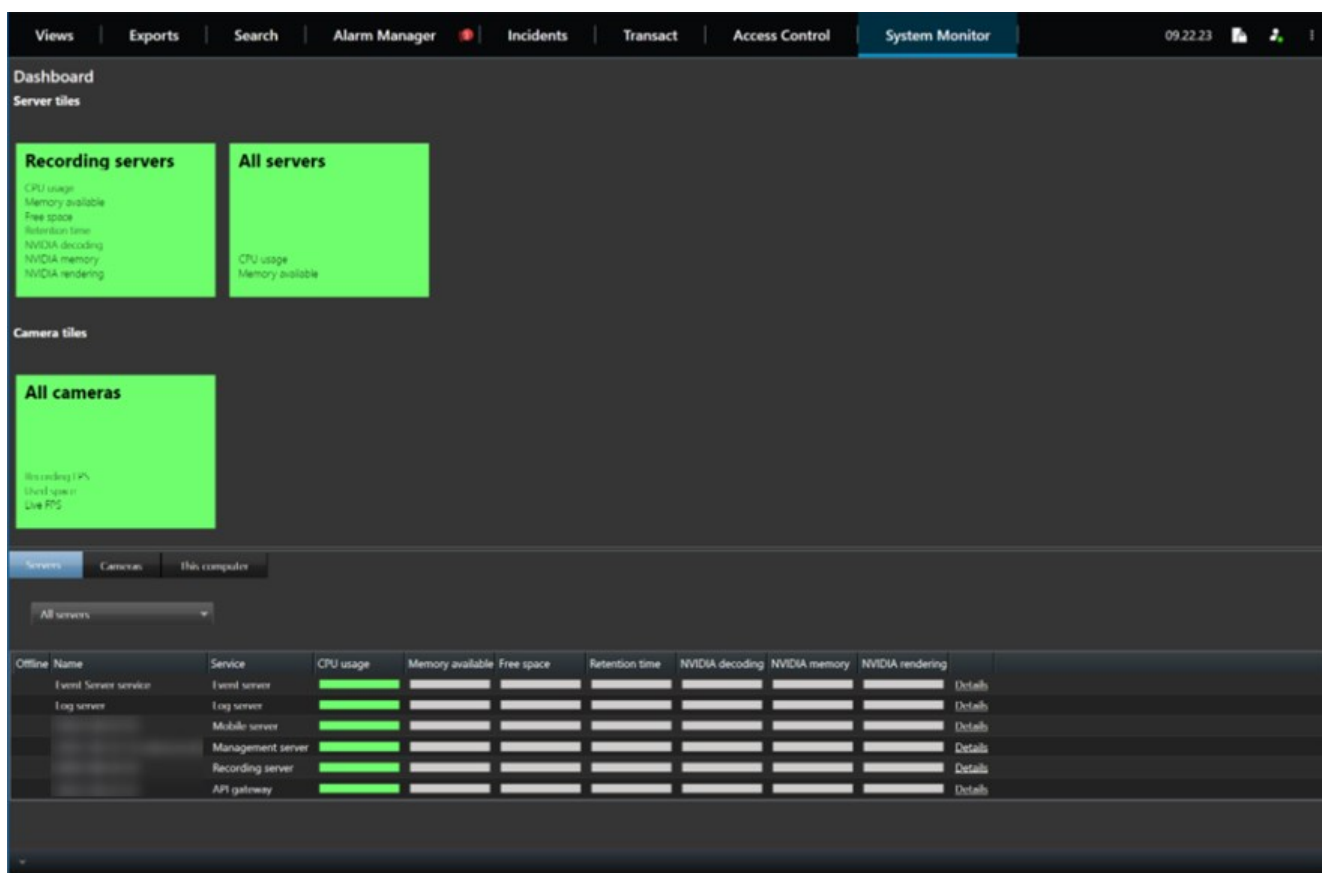 Views Exports Search Alarm Manager Incidents Transact Access Control System Monitor 09.22.23
Dashboard
Server tiles
Recording servers
CPU usage
Memory available
Free space
Retention time
NVIDIA decoding
NVIDIA memory
NVIDIA rendering
All servers
CPU usage
Memory available
Camera tiles
All cameras
Recording FPS
Used space
Live FPS
Servers Cameras This computer
All servers
Offline Name Service CPU usage Memory available Free space Retention time NVIDIA decoding NVIDIA memory NVIDIA rendering
Event Server service Event server Details
Log server Log server Details
Mobile server Details
Management server Details
Recording server Details
API gateway Details